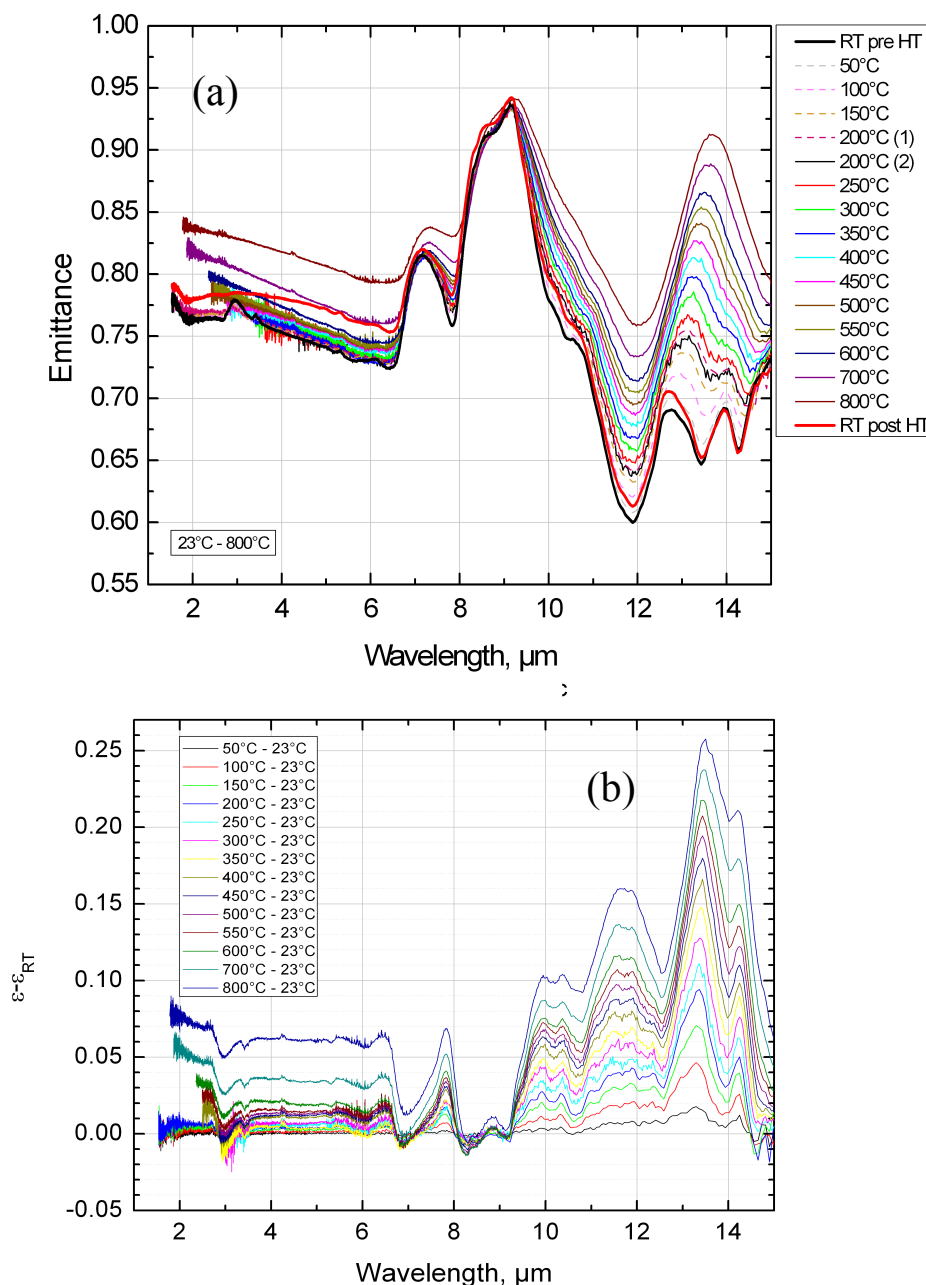 (a)
Emittance
1.00
0.95
0.90
0.85
0.80
0.75
0.70
0.65
0.60
0.55
23°C - 800°C
2 4 6 8 10 12 14
Wavelength, µm
RT pre HT
50°C
100°C
150°C
200°C (1)
200°C (2)
250°C
300°C
350°C
400°C
450°C
500°C
550°C
600°C
700°C
800°C
RT post HT
(b)
ε-εRT
0.25
0.20
0.15
0.10
0.05
0.00
-0.05
50°C - 23°C
100°C - 23°C
150°C - 23°C
200°C - 23°C
250°C - 23°C
300°C - 23°C
350°C - 23°C
400°C - 23°C
450°C - 23°C
500°C - 23°C
550°C - 23°C
600°C - 23°C
700°C - 23°C
800°C - 23°C
2 4 6 8 10 12 14
Wavelength, µm